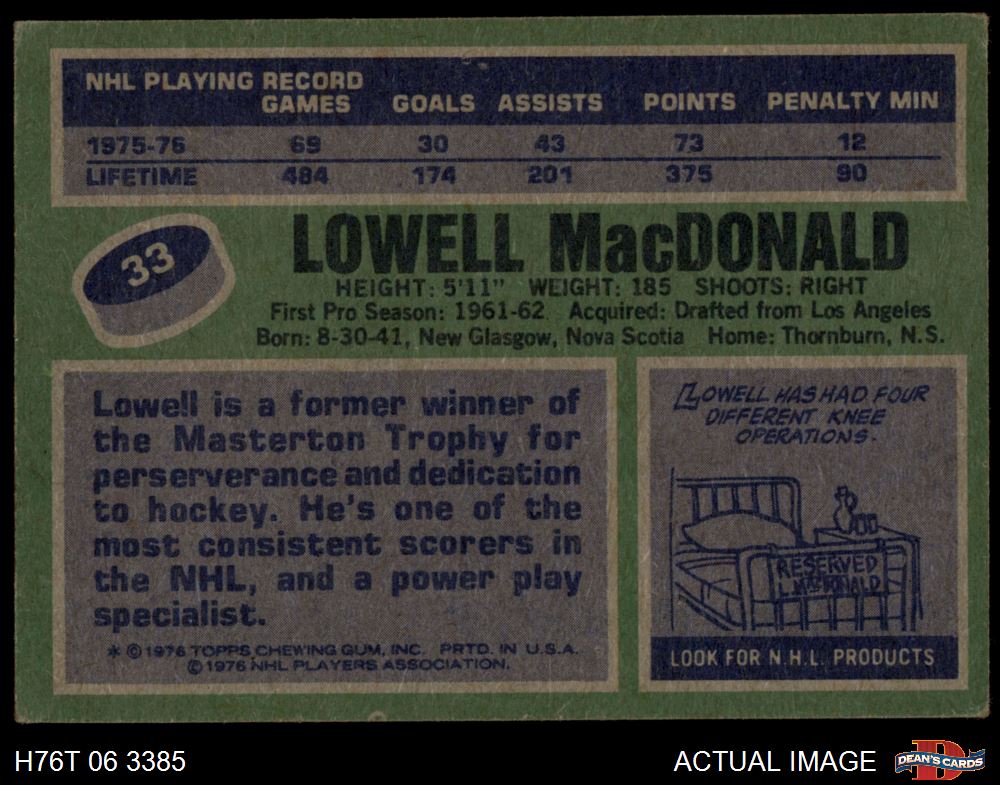 NHL PLAYING RECORD
GAMES GOALS ASSISTS POINTS PENALTY MIN
1975-76 69 30 43 73 12
LIFETIME 484 174 201 375 90
33
LOWELL MacDONALD
HEIGHT: 5'11" WEIGHT: 185 SHOOTS: RIGHT
First Pro Season: 1961-62 Acquired: Drafted from Los Angeles
Born: 8-30-41, New Glasgow, Nova Scotia Home: Thornburn, N.S.
Lowell is a former winner of
the Masterton Trophy for
perserverance and dedication
to hockey. He's one of the
most consistent scorers in
the NHL, and a power play
specialist.
* © 1976 TOPPS CHEWING GUM, INC. PRTD. IN U.S.A.
© 1976 NHL PLAYERS ASSOCIATION.
LOWELL HAS HAD FOUR
DIFFERENT KNEE
OPERATIONS.
RESERVED
L. MacDONALD
LOOK FOR N.H.L. PRODUCTS
H76T 06 3385
ACTUAL IMAGE
D
DEAN'S CARDS